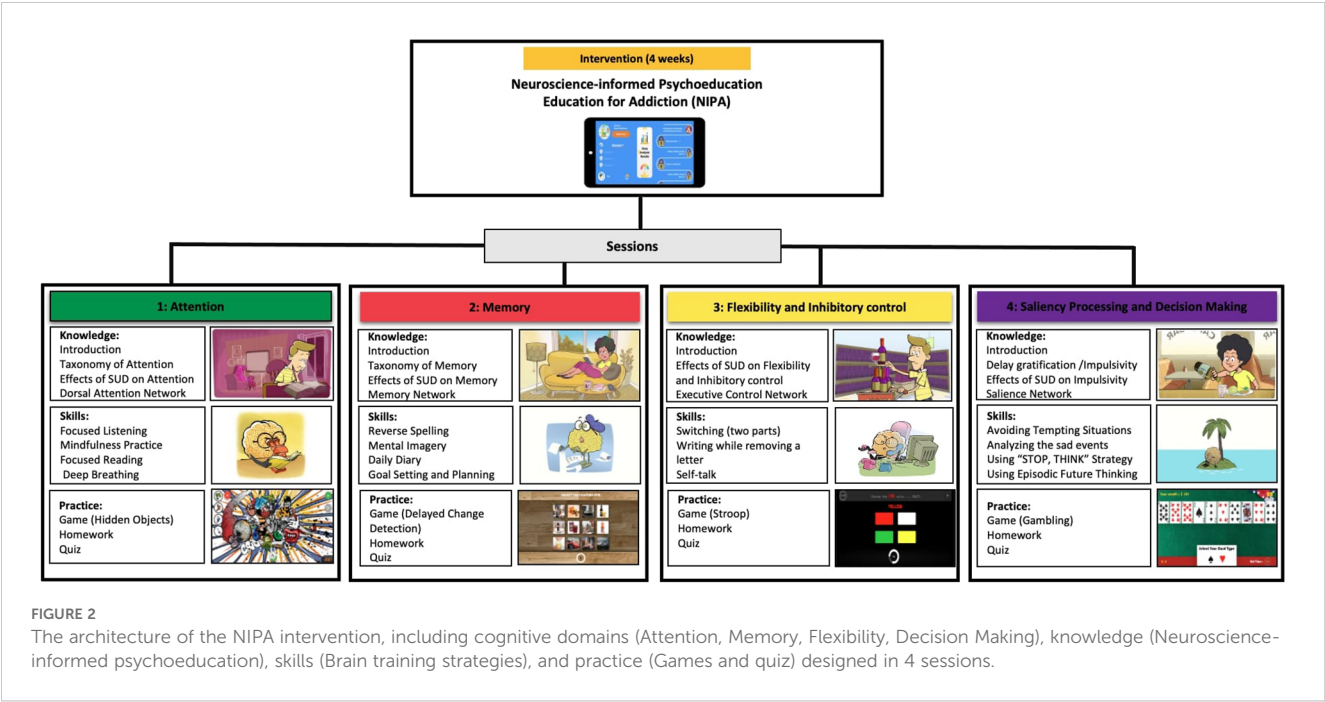 Intervention (4 weeks)
Neuroscience-informed Psychoeducation
Education for Addiction (NIPA)
Sessions
1: Attention
Knowledge:
Introduction
Taxonomy of Attention
Effects of SUD on Attention
Dorsal Attention Network
Skills:
Focused Listening
Mindfulness Practice
Focused Reading
Deep Breathing
Practice:
Game (Hidden Objects)
Homework
Quiz
2: Memory
Knowledge:
Introduction
Taxonomy of Memory
Effects of SUD on Memory
Memory Network
Skills:
Reverse Spelling
Mental Imagery
Daily Diary
Goal Setting and Planning
Practice:
Game (Delayed Change
Detection)
Homework
Quiz
3: Flexibility and Inhibitory control
Knowledge:
Introduction
Effects of SUD on Flexibility
and Inhibitory control
Executive Control Network
Skills:
Switching (two parts)
Writing while removing a
letter
Self-talk
Practice:
Game (Stroop)
Homework
Quiz
YELLOW
4: Saliency Processing and Decision Making
Knowledge:
Introduction
Delay gratification /Impulsivity
Effects of SUD on Impulsivity
Salience Network
Skills:
Avoiding Tempting Situations
Analyzing the sad events
Using “STOP, THINK” Strategy
Using Episodic Future Thinking
Practice:
Game (Gambling)
Homework
Quiz
Select Your Card Type
FIGURE 2
The architecture of the NIPA intervention, including cognitive domains (Attention, Memory, Flexibility, Decision Making), knowledge (Neuroscience-
informed psychoeducation), skills (Brain training strategies), and practice (Games and quiz) designed in 4 sessions.